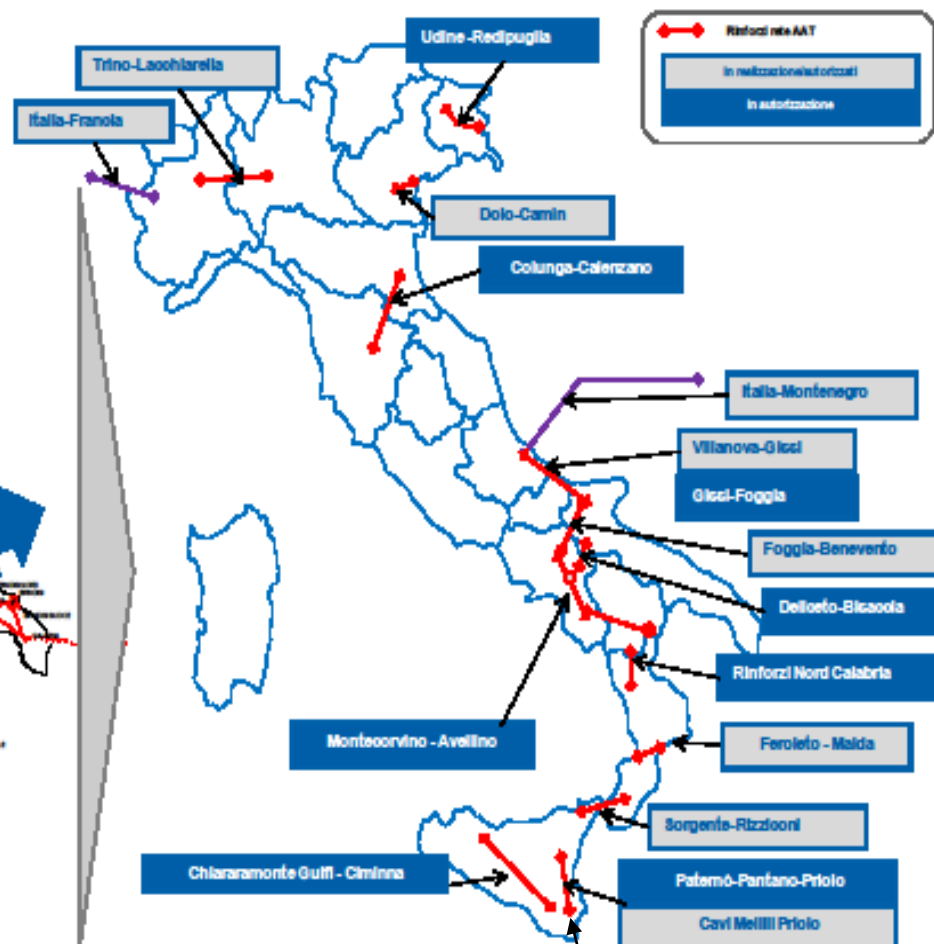 Udine-Redipuglia
Rinforzi rete AAT
Trino-Lacchiarella
in realizzazione/autorizzati
in autorizzazione
Italia-Francia
Dolo-Camin
Colunga-Calenzano
Italia-Montenegro
Villanova-Gissi
Gissi-Foggia
Foggia-Benevento
Deliceto-Bisaccia
Rinforzi Nord Calabria
Montecorvino - Avellino
Feroleto - Maida
Sorgente-Rizziconi
Chiararamonte Gulfi - Ciminna
Paternò-Pantano-Priolo
Cavi Melilli Priolo